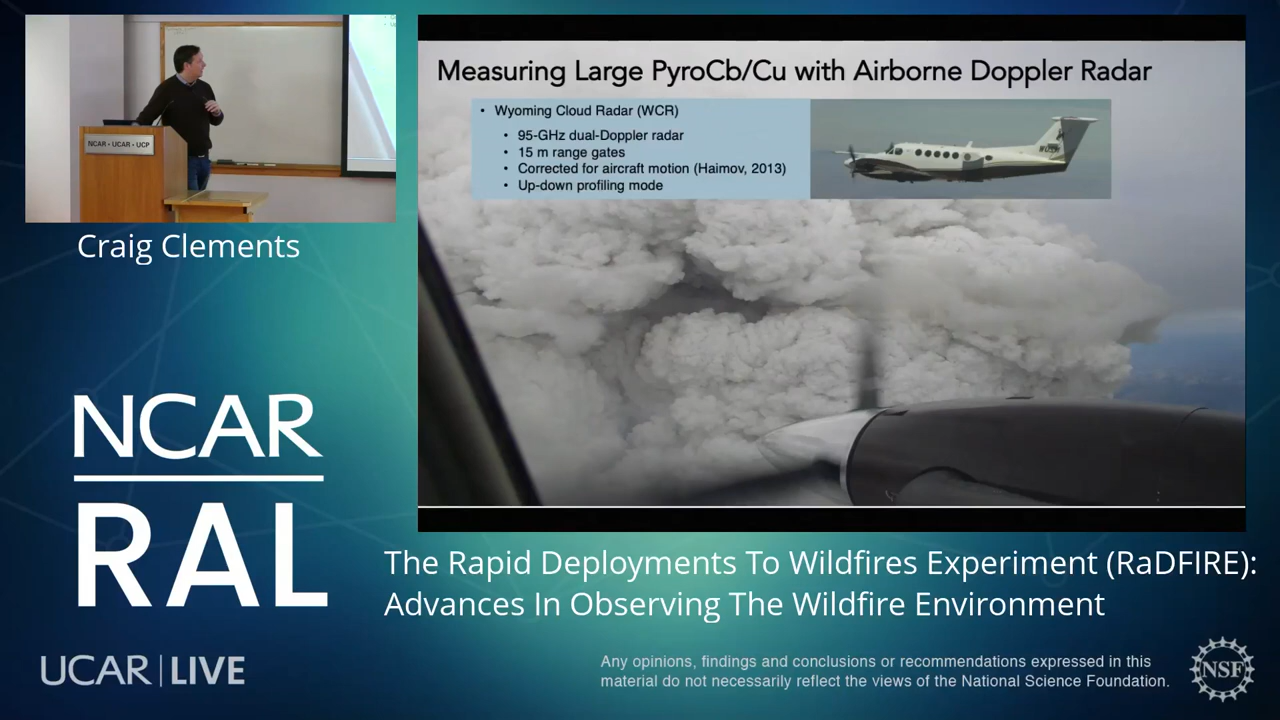 NCAR • UCAR • UCP
Craig Clements
Measuring Large PyroCb/Cu with Airborne Doppler Radar
• Wyoming Cloud Radar (WCR)
• 95-GHz dual-Doppler radar
• 15 m range gates
• Corrected for aircraft motion (Haimov, 2013)
• Up-down profiling mode
NCAR
RAL
The Rapid Deployments To Wildfires Experiment (RaDFIRE):
Advances In Observing The Wildfire Environment
UCAR | LIVE
Any opinions, findings and conclusions or recommendations expressed in this
material do not necessarily reflect the views of the National Science Foundation.
NSF